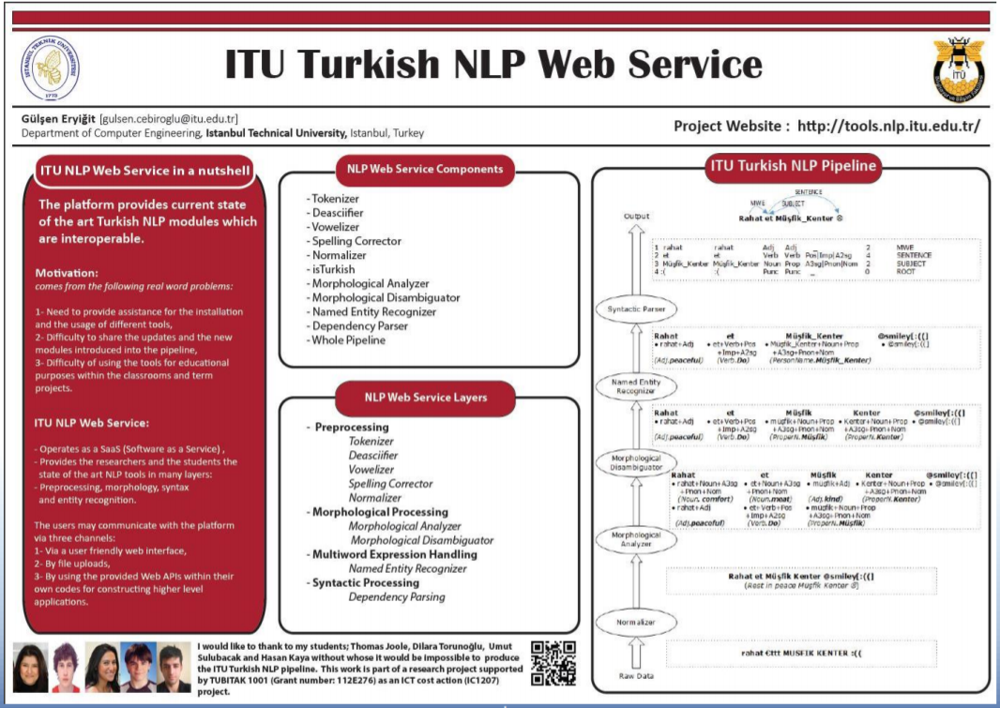 ITU Turkish NLP Web Service
İSTANBUL TEKNİK ÜNİVERSİTESİ
1773
İTÜ
Gülşen Eryiğit [gulsen.cebiroglu@itu.edu.tr]
Department of Computer Engineering, Istanbul Technical University, Istanbul, Turkey
Project Website : http://tools.nlp.itu.edu.tr/
ITU NLP Web Service in a nutshell
The platform provides current state
of the art Turkish NLP modules which
are interoperable.
Motivation:
comes from the following real word problems:
1- Need to provide assistance for the installation
and the usage of different tools,
2- Difficulty to share the updates and the new
modules introduced into the pipeline,
3- Difficulty of using the tools for educational
purposes within the classrooms and term
projects.
ITU NLP Web Service:
- Operates as a SaaS (Software as a Service) ,
- Provides the researchers and the students the
state of the art NLP tools in many layers:
- Preprocessing, morphology, syntax
and entity recognition.
The users may communicate with the platform
via three channels:
1- Via a user friendly web interface,
2- By file uploads,
3- By using the provided Web APIs within their
own codes for constructing higher level
applications.
NLP Web Service Components
- Tokenizer
- Deasciifier
- Vowelizer
- Spelling Corrector
- Normalizer
- isTurkish
- Morphological Analyzer
- Morphological Disambiguator
- Named Entity Recognizer
- Dependency Parser
- Whole Pipeline
NLP Web Service Layers
- Preprocessing
Tokenizer
Deasciifier
Vowelizer
Spelling Corrector
Normalizer
- Morphological Processing
Morphological Analyzer
Morphological Disambiguator
- Multiword Expression Handling
Named Entity Recognizer
- Syntactic Processing
Dependency Parsing
ITU Turkish NLP Pipeline
SENTENCE
MWE SUBJECT
Output
Rahat et Müşfik_Kenter ☹
1 rahat rahat Adj Adj _ 2 MWE
2 et et Verb Verb Pos|Imp|A2sg 4 SENTENCE
3 Müşfik_Kenter Müşfik_Kenter Noun Prop A3sg|Pnon|Nom 2 SUBJECT
4 :( :( Punc Punc _ 0 ROOT
Syntactic Parser
Rahat et Müşfik_Kenter @smiley[:((]
• rahat+Adj • et+Verb+Pos • Müşfik_Kenter+Noun+Prop • @smiley[:((]
+Imp+A2sg +A3sg+Pnon+Nom
(Adj.peaceful) (Verb.Do) (PersonName.Müşfik_Kenter)
Named Entity
Recognizer
Rahat et Müşfik Kenter @smiley[:((]
• rahat+Adj • et+Verb+Pos • müşfik+Noun+Prop • Kenter+Noun+Prop • @smiley[:((]
+Imp+A2sg +A3sg+Pnon+Nom +A3sg+Pnon+Nom
(Adj.peaceful) (Verb.Do) (ProperN.Müşfik) (ProperN.Kenter)
Morphological
Disambiguator
Rahat et Müşfik Kenter @smiley[:((]
• rahat+Noun+A3sg • et+Noun+A3sg • müşfik+Adj • Kenter+Noun+Prop • @smiley[:((]
+Pnon+Nom +Pnon+Nom +A3sg+Pnon+Nom
(Noun.comfort) (Noun.meat) (Adj.kind) (ProperN.Kenter)
• rahat+Adj • et+Verb+Pos • müşfik+Noun+Prop
+Imp+A2sg +A3sg+Pnon+Nom
(Adj.peaceful) (Verb.Do) (ProperN.Müşfik)
Morphological
Analyzer
Rahat et Müşfik Kenter @smiley[:((]
(Rest in peace Müşfik Kenter ☹)
Normalizer
rahat €ttt MUSFIK KENTER :((
Raw Data
I would like to thank to my students; Thomas Joole, Dilara Torunoğlu, Umut
Sulubacak and Hasan Kaya without whose it would be impossible to produce
the ITU Turkish NLP pipeline. This work is part of a research project supported
by TUBITAK 1001 (Grant number: 112E276) as an ICT cost action (IC1207)
project.